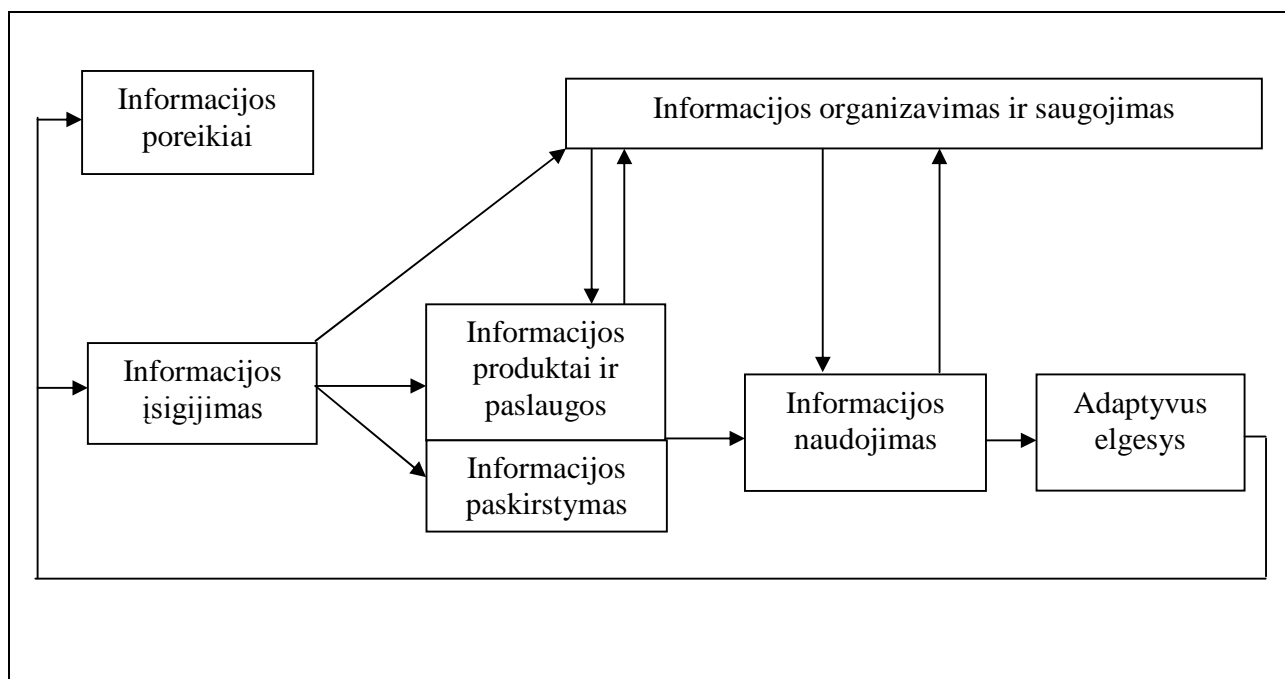 Informacijos
poreikiai
Informacijos organizavimas ir saugojimas
Informacijos
įsigijimas
Informacijos
produktai ir
paslaugos
Informacijos
paskirstymas
Informacijos
naudojimas
Adaptyvus
elgesys